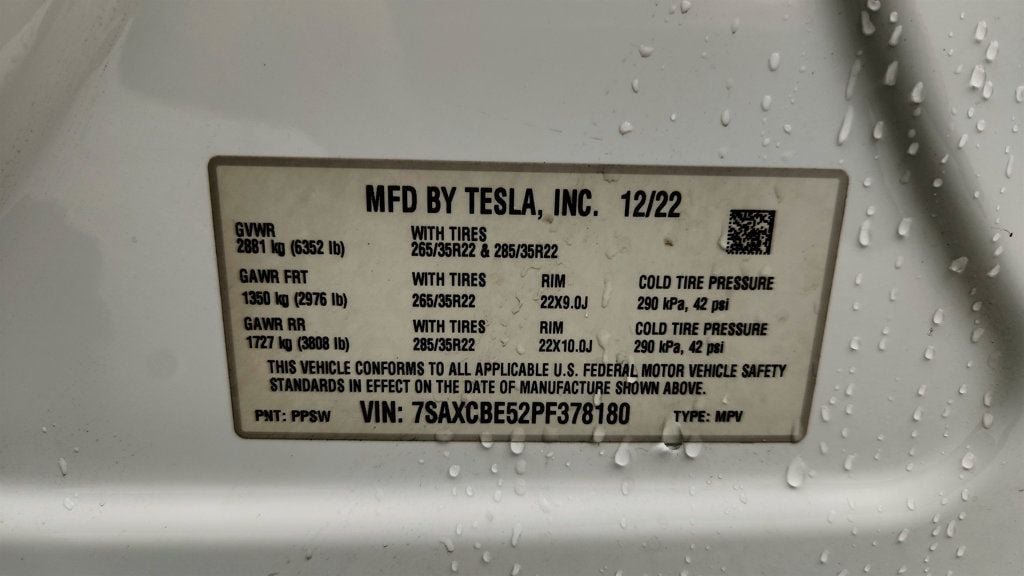 MFD BY TESLA, INC. 12/22
GVWR WITH TIRES
2881 kg (6352 lb) 265/35R22 & 285/35R22
GAWR FRT WITH TIRES RIM COLD TIRE PRESSURE
1350 kg (2976 lb) 265/35R22 22X9.0J 290 kPa, 42 psi
GAWR RR WITH TIRES RIM COLD TIRE PRESSURE
1727 kg (3808 lb) 285/35R22 22X10.0J 290 kPa, 42 psi
THIS VEHICLE CONFORMS TO ALL APPLICABLE U.S. FEDERAL MOTOR VEHICLE SAFETY
STANDARDS IN EFFECT ON THE DATE OF MANUFACTURE SHOWN ABOVE.
PNT: PPSW VIN: 7SAXCBE52PF378180 TYPE: MPV